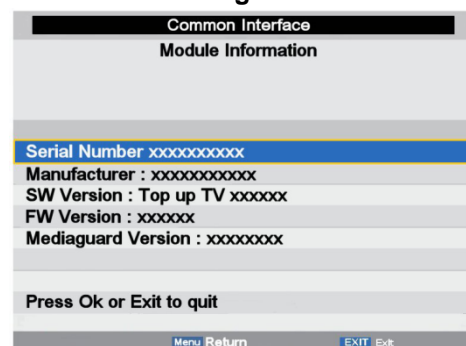 Common Interface
Module Information
Serial Number xxxxxxxxxx
Manufacturer : xxxxxxxxxxx
SW Version : Top up TV xxxxxx
FW Version : xxxxxx
Mediaguard Version : xxxxxxxx
Press Ok or Exit to quit
Menu Return EXIT Exit